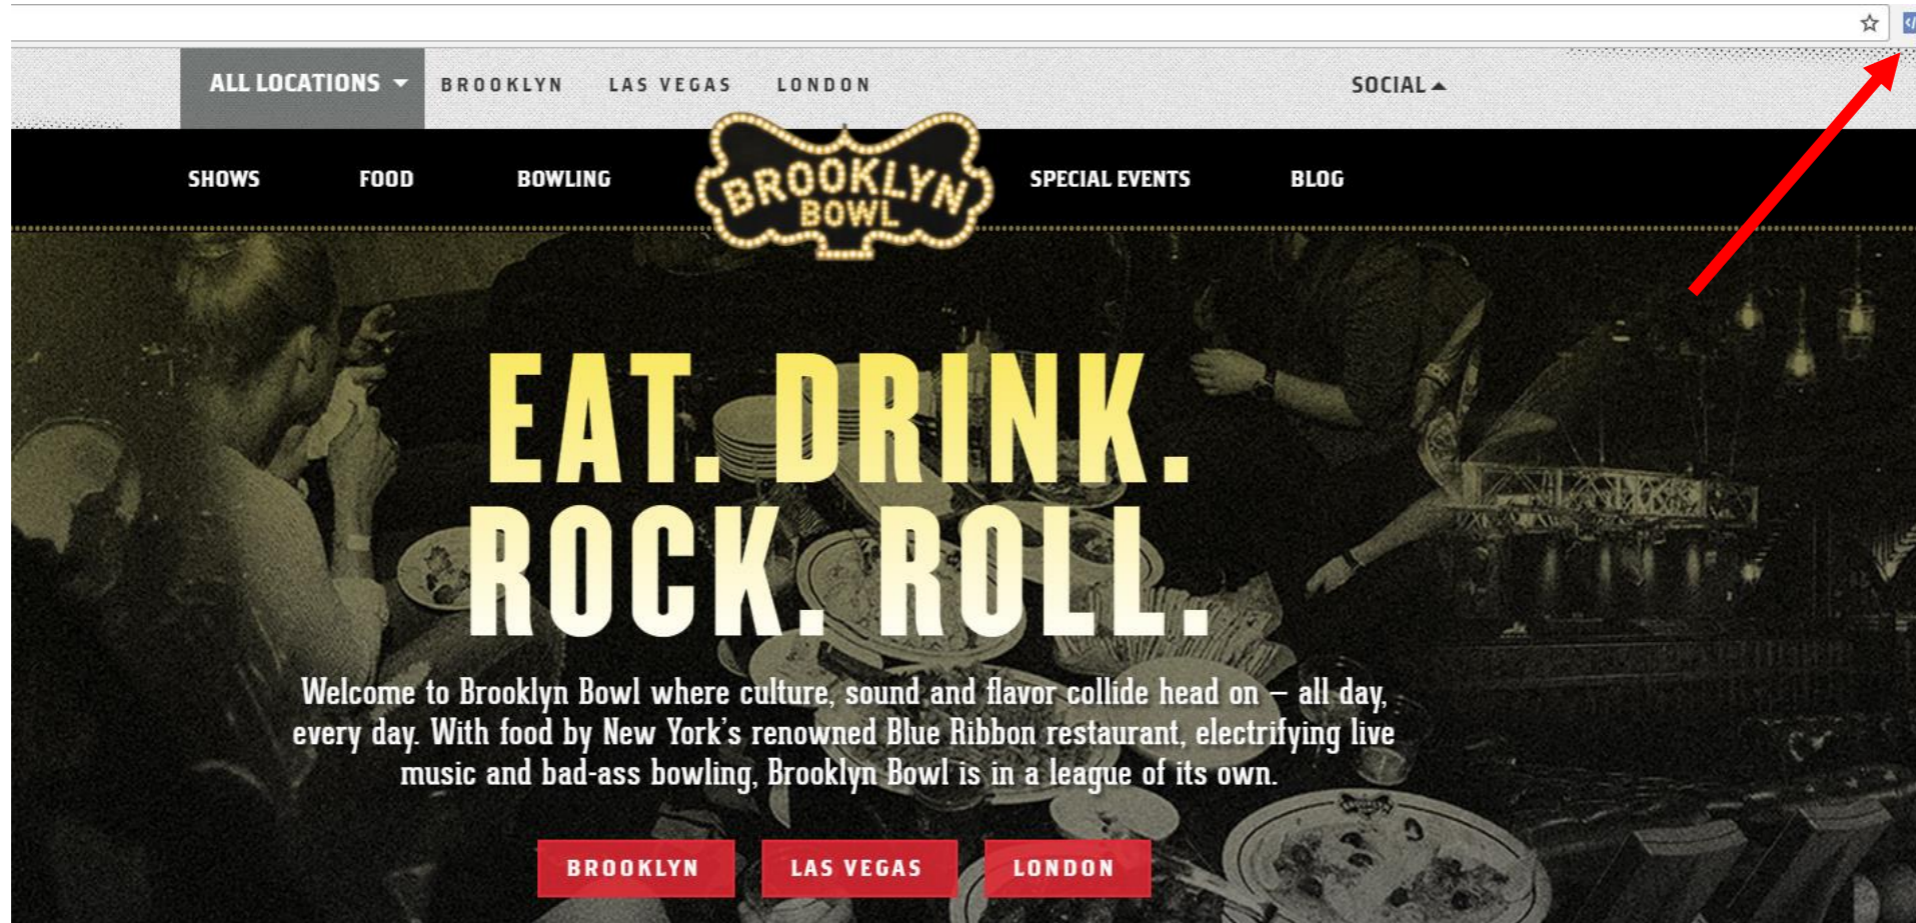 ALL LOCATIONS
BROOKLYN
LAS VEGAS
LONDON
SOCIAL
SHOWS
FOOD
BOWLING
BROOKLYN
BOWL
SPECIAL EVENTS
BLOG
EAT. DRINK.
ROCK. ROLL.
Welcome to Brooklyn Bowl where culture, sound and flavor collide head on – all day,
every day. With food by New York's renowned Blue Ribbon restaurant, electrifying live
music and bad-ass bowling, Brooklyn Bowl is in a league of its own.
BROOKLYN
LAS VEGAS
LONDON